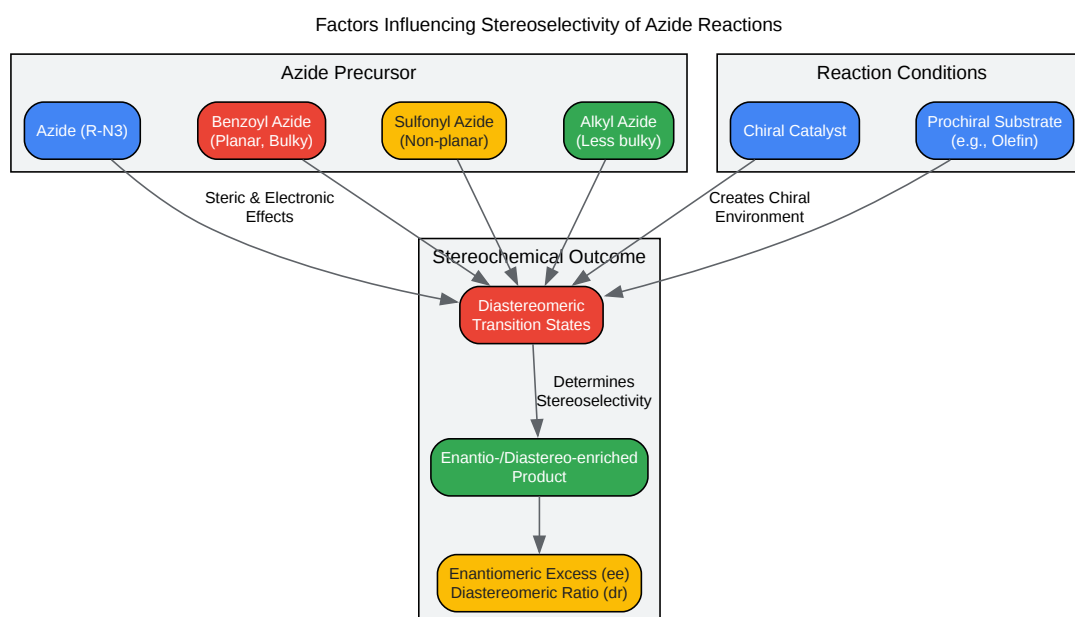 Factors Influencing Stereoselectivity of Azide Reactions
Azide Precursor
Reaction Conditions
Azide (R-N3)
Benzoyl Azide
(Planar, Bulky)
Sulfonyl Azide
(Non-planar)
Alkyl Azide
(Less bulky)
Chiral Catalyst
Prochiral Substrate
(e.g., Olefin)
Steric & Electronic
Effects
Creates Chiral
Environment
Stereochemical Outcome
Diastereomeric
Transition States
Determines
Stereoselectivity
Enantio-/Diastereo-enriched
Product
Enantiomeric Excess (ee)
Diastereomeric Ratio (dr)